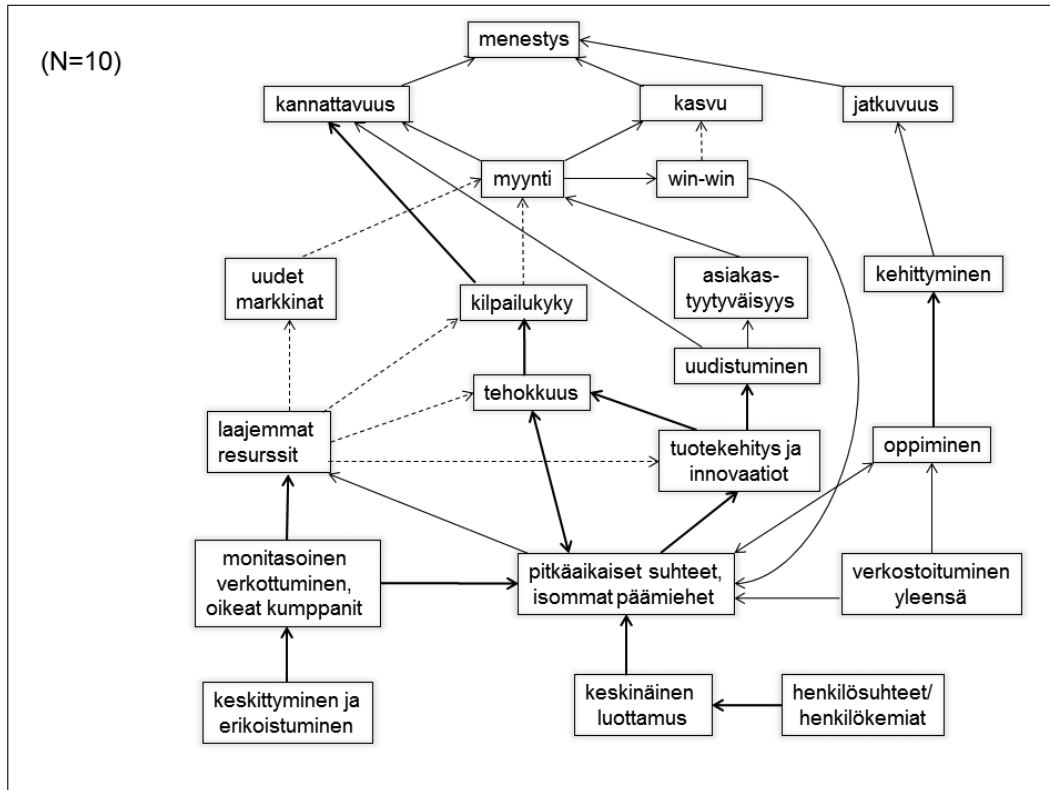 menestys
(N=10)
kannattavuus
kasvu
jatkuvuus
myynti
win-win
uudet
markkinat
kilpailukyky
asiakas-
tyytyväisyys
kehittyminen
uudistuminen
tehokkuus
laajemmat
resurssit
tuotekehitys ja
innovaatiot
oppiminen
monitasoinen
verkottuminen,
oikeat kumppanit
pitkäaikaiset suhteet,
isommat päämiehet
verkostoituminen
yleensä
keskittyminen ja
erikoistuminen
keskinäinen
luottamus
henkilösuhteet/
henkilökemiat